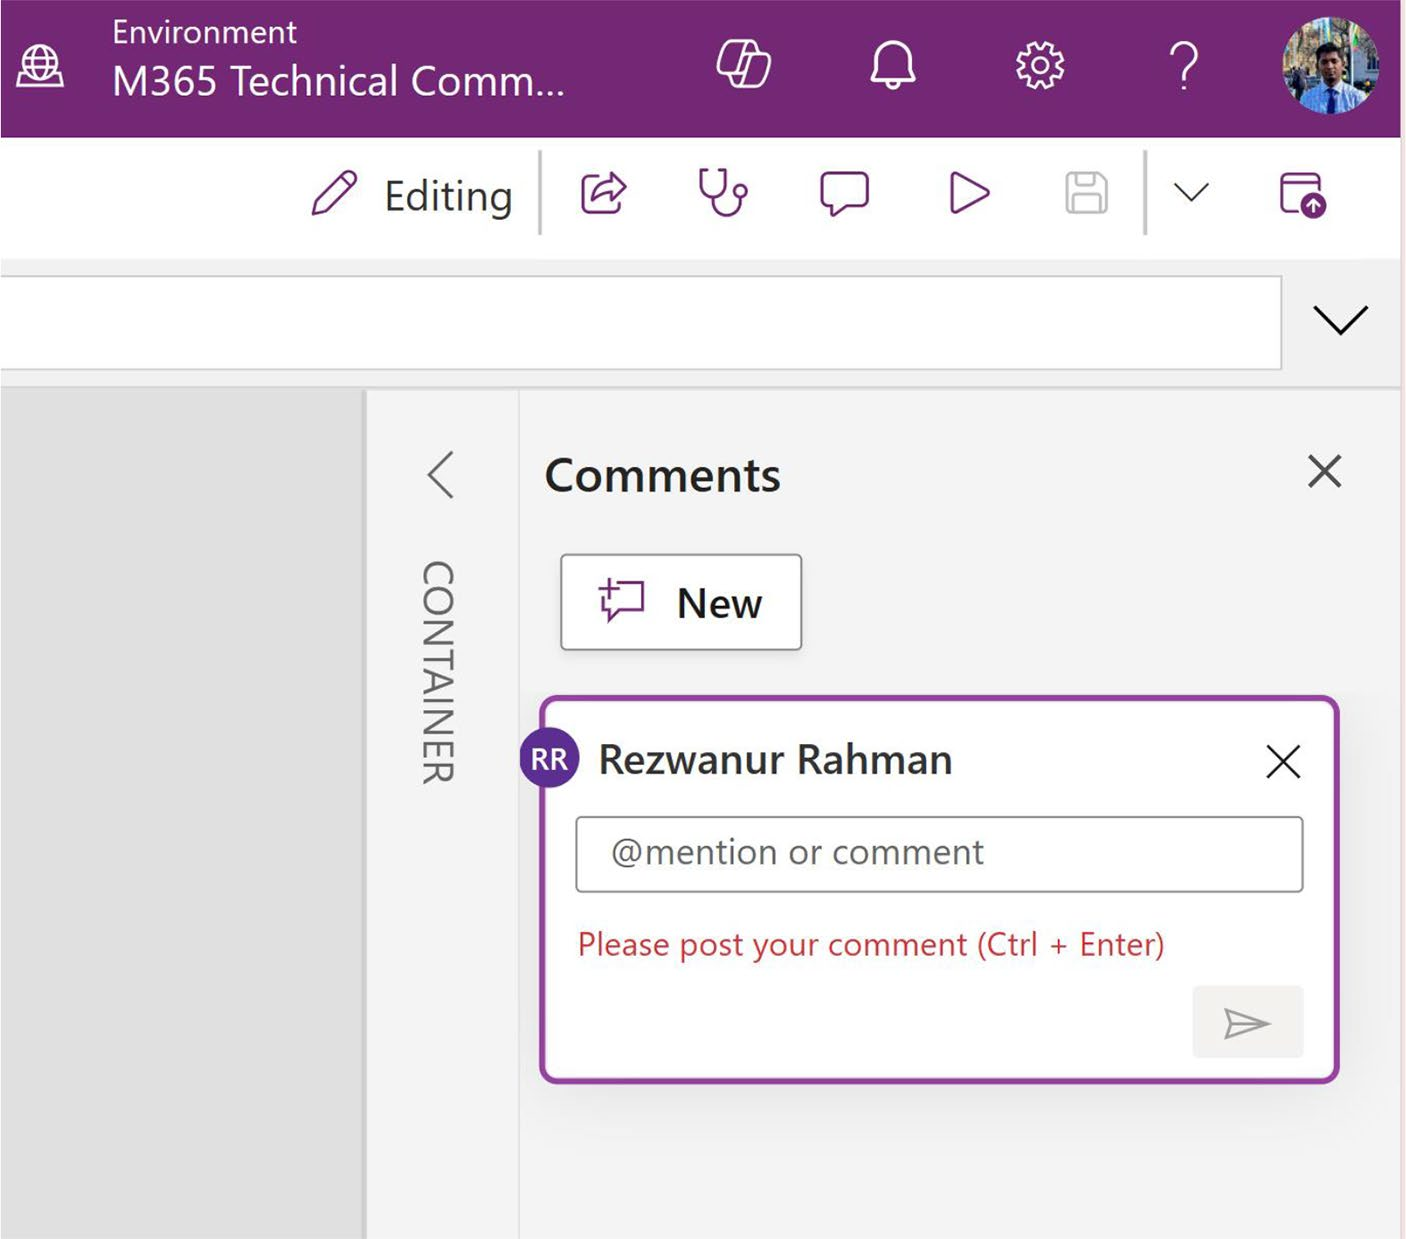 Environment
M365 Technical Comm...
Editing
Comments
New
CONTAINER
RR
Rezwanur Rahman
@mention or comment
Please post your comment (Ctrl + Enter)